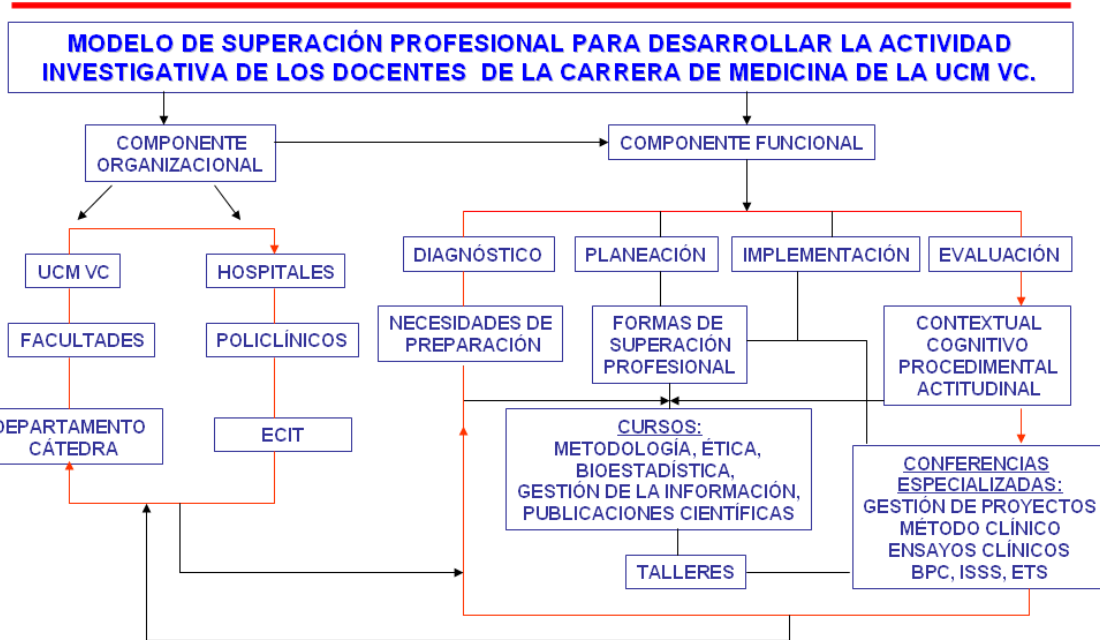 MODELO DE SUPERACIÓN PROFESIONAL PARA DESARROLLAR LA ACTIVIDAD
INVESTIGATIVA DE LOS DOCENTES DE LA CARRERA DE MEDICINA DE LA UCM VC.
COMPONENTE
ORGANIZACIONAL
COMPONENTE FUNCIONAL
UCM VC
HOSPITALES
FACULTADES
POLICLÍNICOS
DEPARTAMENTO
CÁTEDRA
ECIT
DIAGNÓSTICO
PLANEACIÓN
IMPLEMENTACIÓN
EVALUACIÓN
NECESIDADES DE
PREPARACIÓN
FORMAS DE
SUPERACIÓN
PROFESIONAL
CONTEXTUAL
COGNITIVO
PROCEDIMENTAL
ACTITUDINAL
CURSOS:
METODOLOGÍA, ÉTICA,
BIOESTADÍSTICA,
GESTIÓN DE LA INFORMACIÓN,
PUBLICACIONES CIENTÍFICAS
CONFERENCIAS
ESPECIALIZADAS:
GESTIÓN DE PROYECTOS
MÉTODO CLÍNICO
ENSAYOS CLÍNICOS
BPC, ISSS, ETS
TALLERES